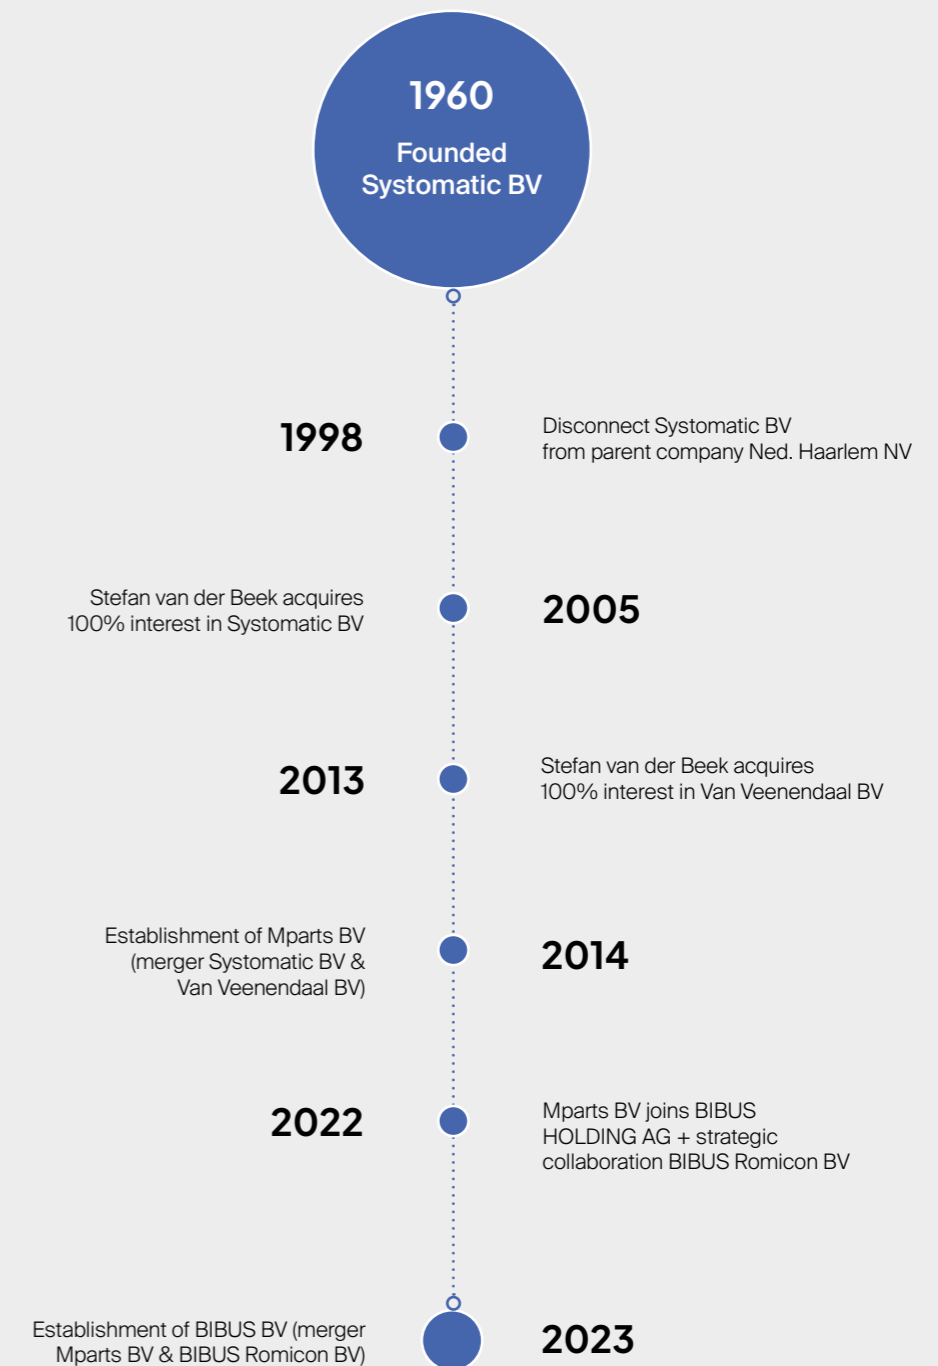 1960
Founded
Systomatic BV
1998
Disconnect Systomatic BV
from parent company Ned. Haarlem NV
Stefan van der Beek acquires
100% interest in Systomatic BV
2005
2013
Stefan van der Beek acquires
100% interest in Van Veenendaal BV
Establishment of Mparts BV
(merger Systomatic BV &
Van Veenendaal BV)
2014
2022
Mparts BV joins BIBUS
HOLDING AG + strategic
collaboration BIBUS Romicon BV
Establishment of BIBUS BV (merger
Mparts BV & BIBUS Romicon BV)
2023